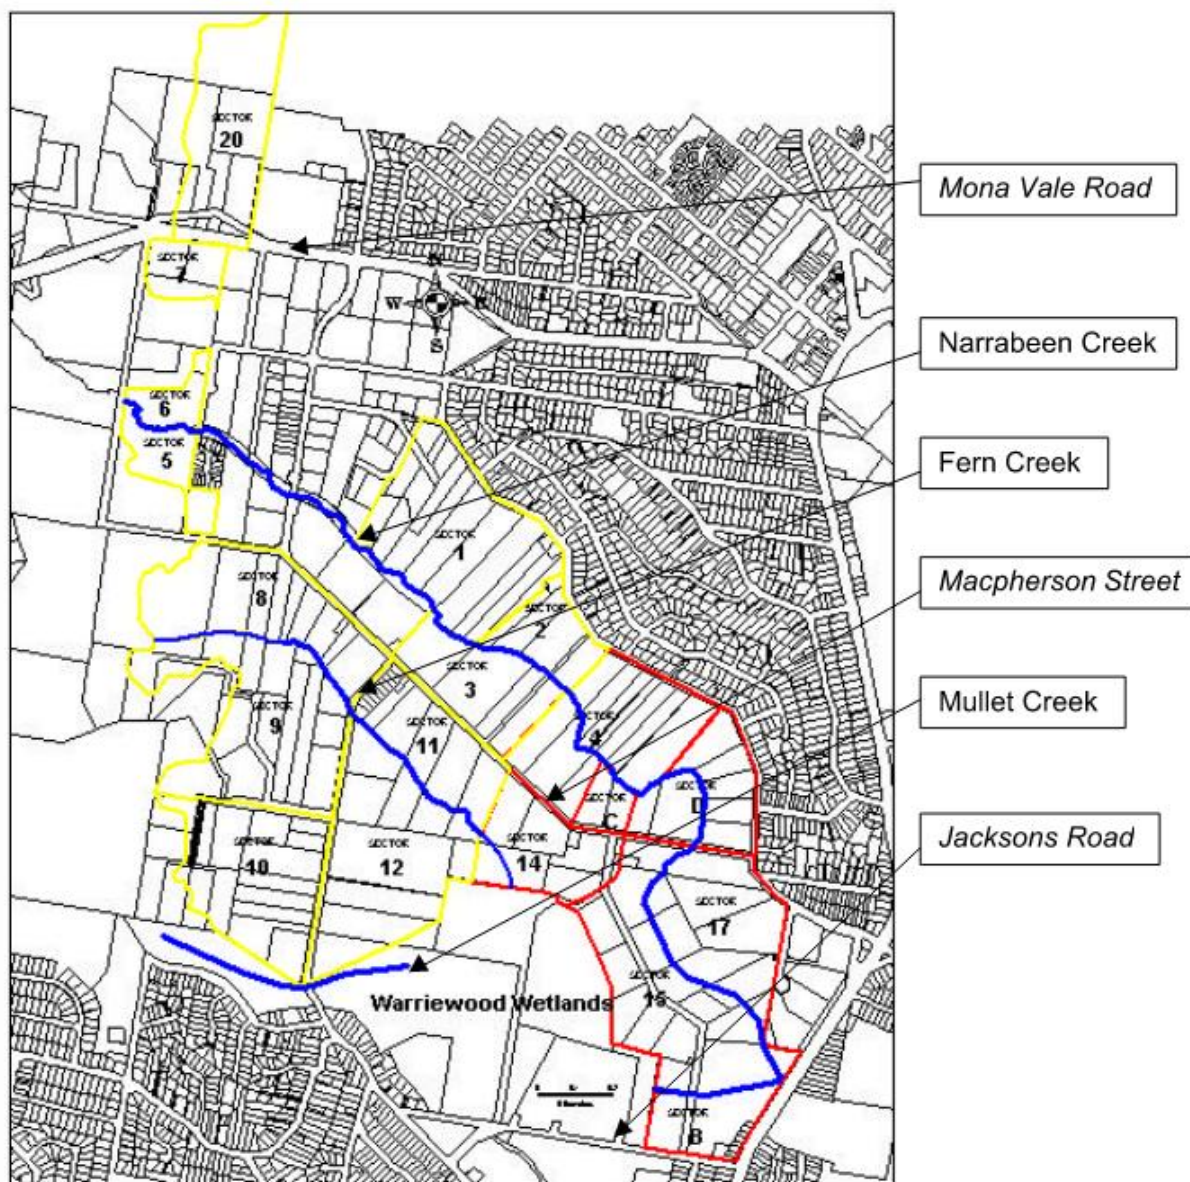 SECTOR
20
Mona Vale Road
SECTOR
7
N
W
E
S
Narrabeen Creek
SECTOR
6
SECTOR
5
Fern Creek
SECTOR
1
SECTOR
8
SECTOR
2
Macpherson Street
SECTOR
3
SECTOR
9
SECTOR
11
SECTOR
4
Mullet Creek
SECTOR
D
SECTOR
C
SECTOR
10
SECTOR
12
SECTOR
14
Jacksons Road
SECTOR
17
SECTOR
15
Warriewood Wetlands
SECTOR
B